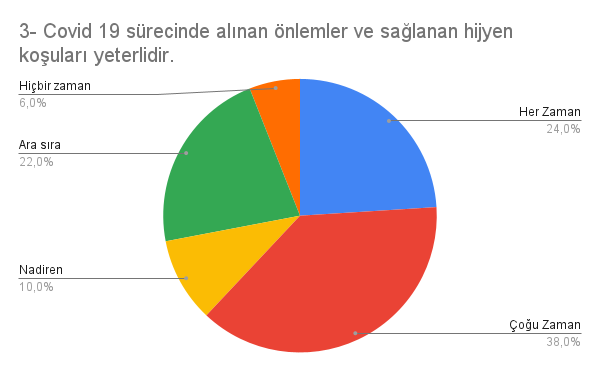 3- Covid 19 sürecinde alınan önlemler ve sağlanan hijyen
koşuları yeterlidir.
Hiçbir zaman
6,0%
Her Zaman
24,0%
Ara sıra
22,0%
Nadiren
10,0%
Çoğu Zaman
38,0%